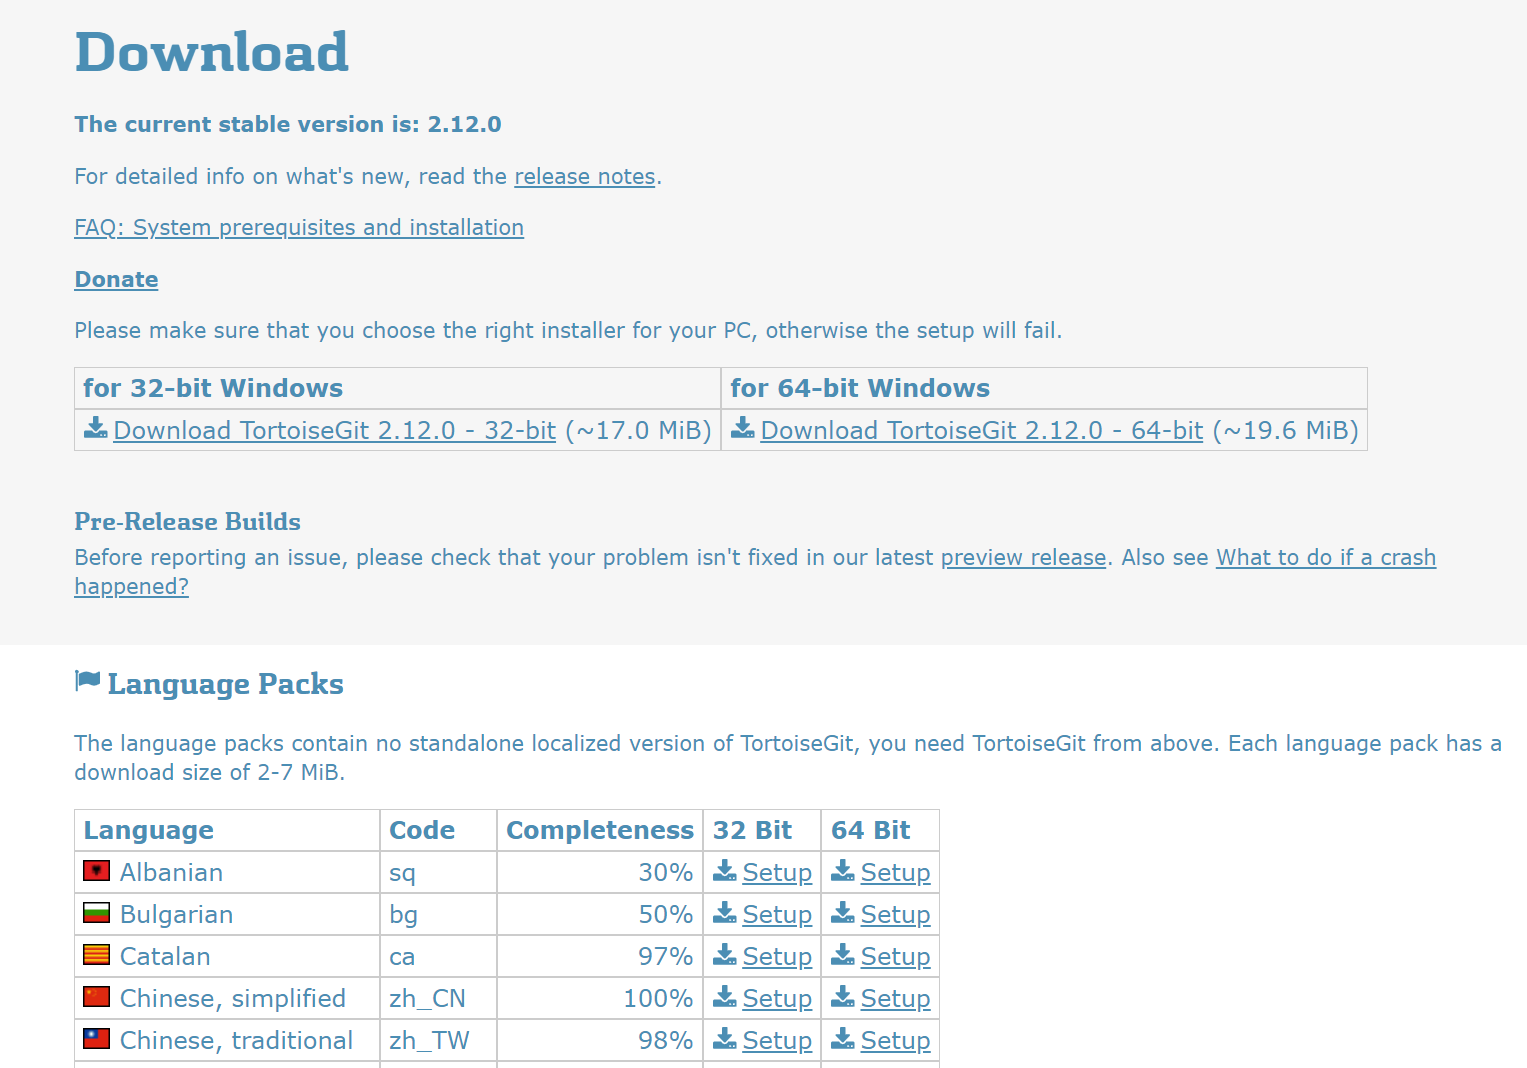 Download
The current stable version is: 2.12.0
For detailed info on what's new, read the release notes.
FAQ: System prerequisites and installation
Donate
Please make sure that you choose the right installer for your PC, otherwise the setup will fail.
for 32-bit Windows for 64-bit Windows
Download TortoiseGit 2.12.0 - 32-bit (~17.0 MiB) Download TortoiseGit 2.12.0 - 64-bit (~19.6 MiB)
Pre-Release Builds
Before reporting an issue, please check that your problem isn't fixed in our latest preview release. Also see What to do if a crash
happened?
Language Packs
The language packs contain no standalone localized version of TortoiseGit, you need TortoiseGit from above. Each language pack has a
download size of 2-7 MiB.
Language Code Completeness 32 Bit 64 Bit
Albanian sq 30% Setup Setup
Bulgarian bg 50% Setup Setup
Catalan ca 97% Setup Setup
Chinese, simplified zh_CN 100% Setup Setup
Chinese, traditional zh_TW 98% Setup Setup